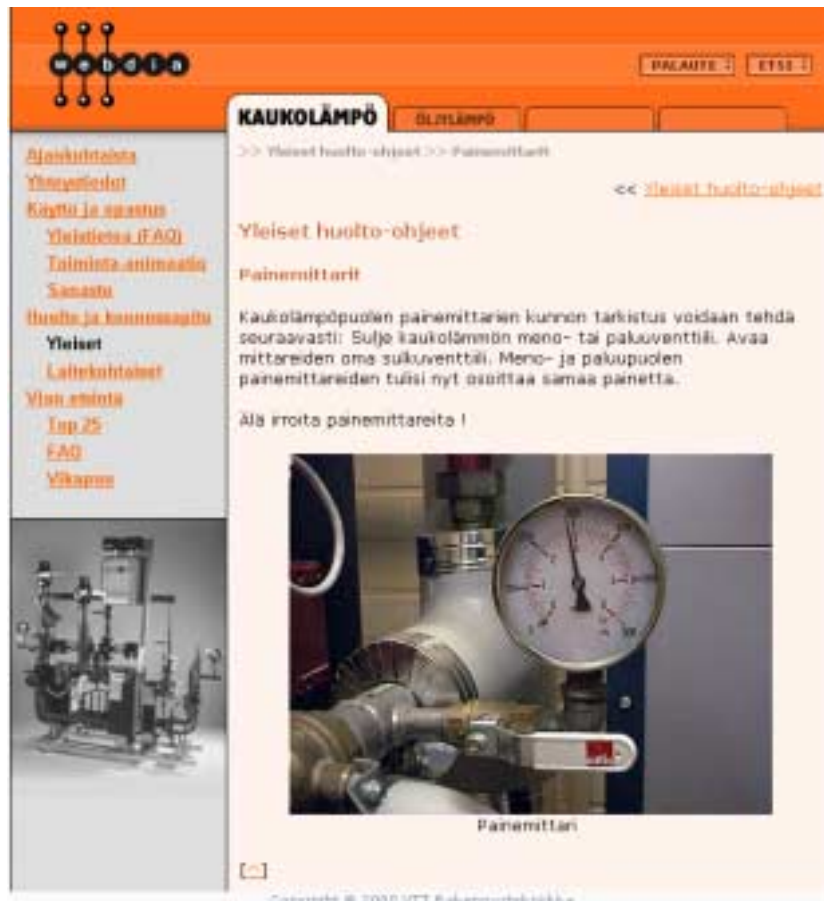 webdia
PALAUTE
ETSI
KAUKOLÄMPÖ
ÖLJYLÄMPÖ
>> Yleiset huolto-ohjeet >> Painemittarit
<< Yleiset huolto-ohjeet
Ajankohtaista
Yhteystiedot
Käyttö ja opastus
Yleistietoa (FAQ)
Toiminta-animaatio
Sanasto
Huolto ja kunnossapito
Yleiset
Laitekohtaiset
Vian etsintä
Top 25
FAQ
Vikapuu
Yleiset huolto-ohjeet
Painemittarit
Kaukolämpöpuolen painemittarien kunnon tarkistus voidaan tehdä
seuraavasti: Sulje kaukolämmön meno- tai paluuventtiili. Avaa
mittareiden oma sulkuventtiili. Meno- ja paluupuolen
painemittareiden tulisi nyt osoittaa samaa painetta.
Älä irroita painemittareita !
Painemittari
[^]
Copyright © 2000 VTT